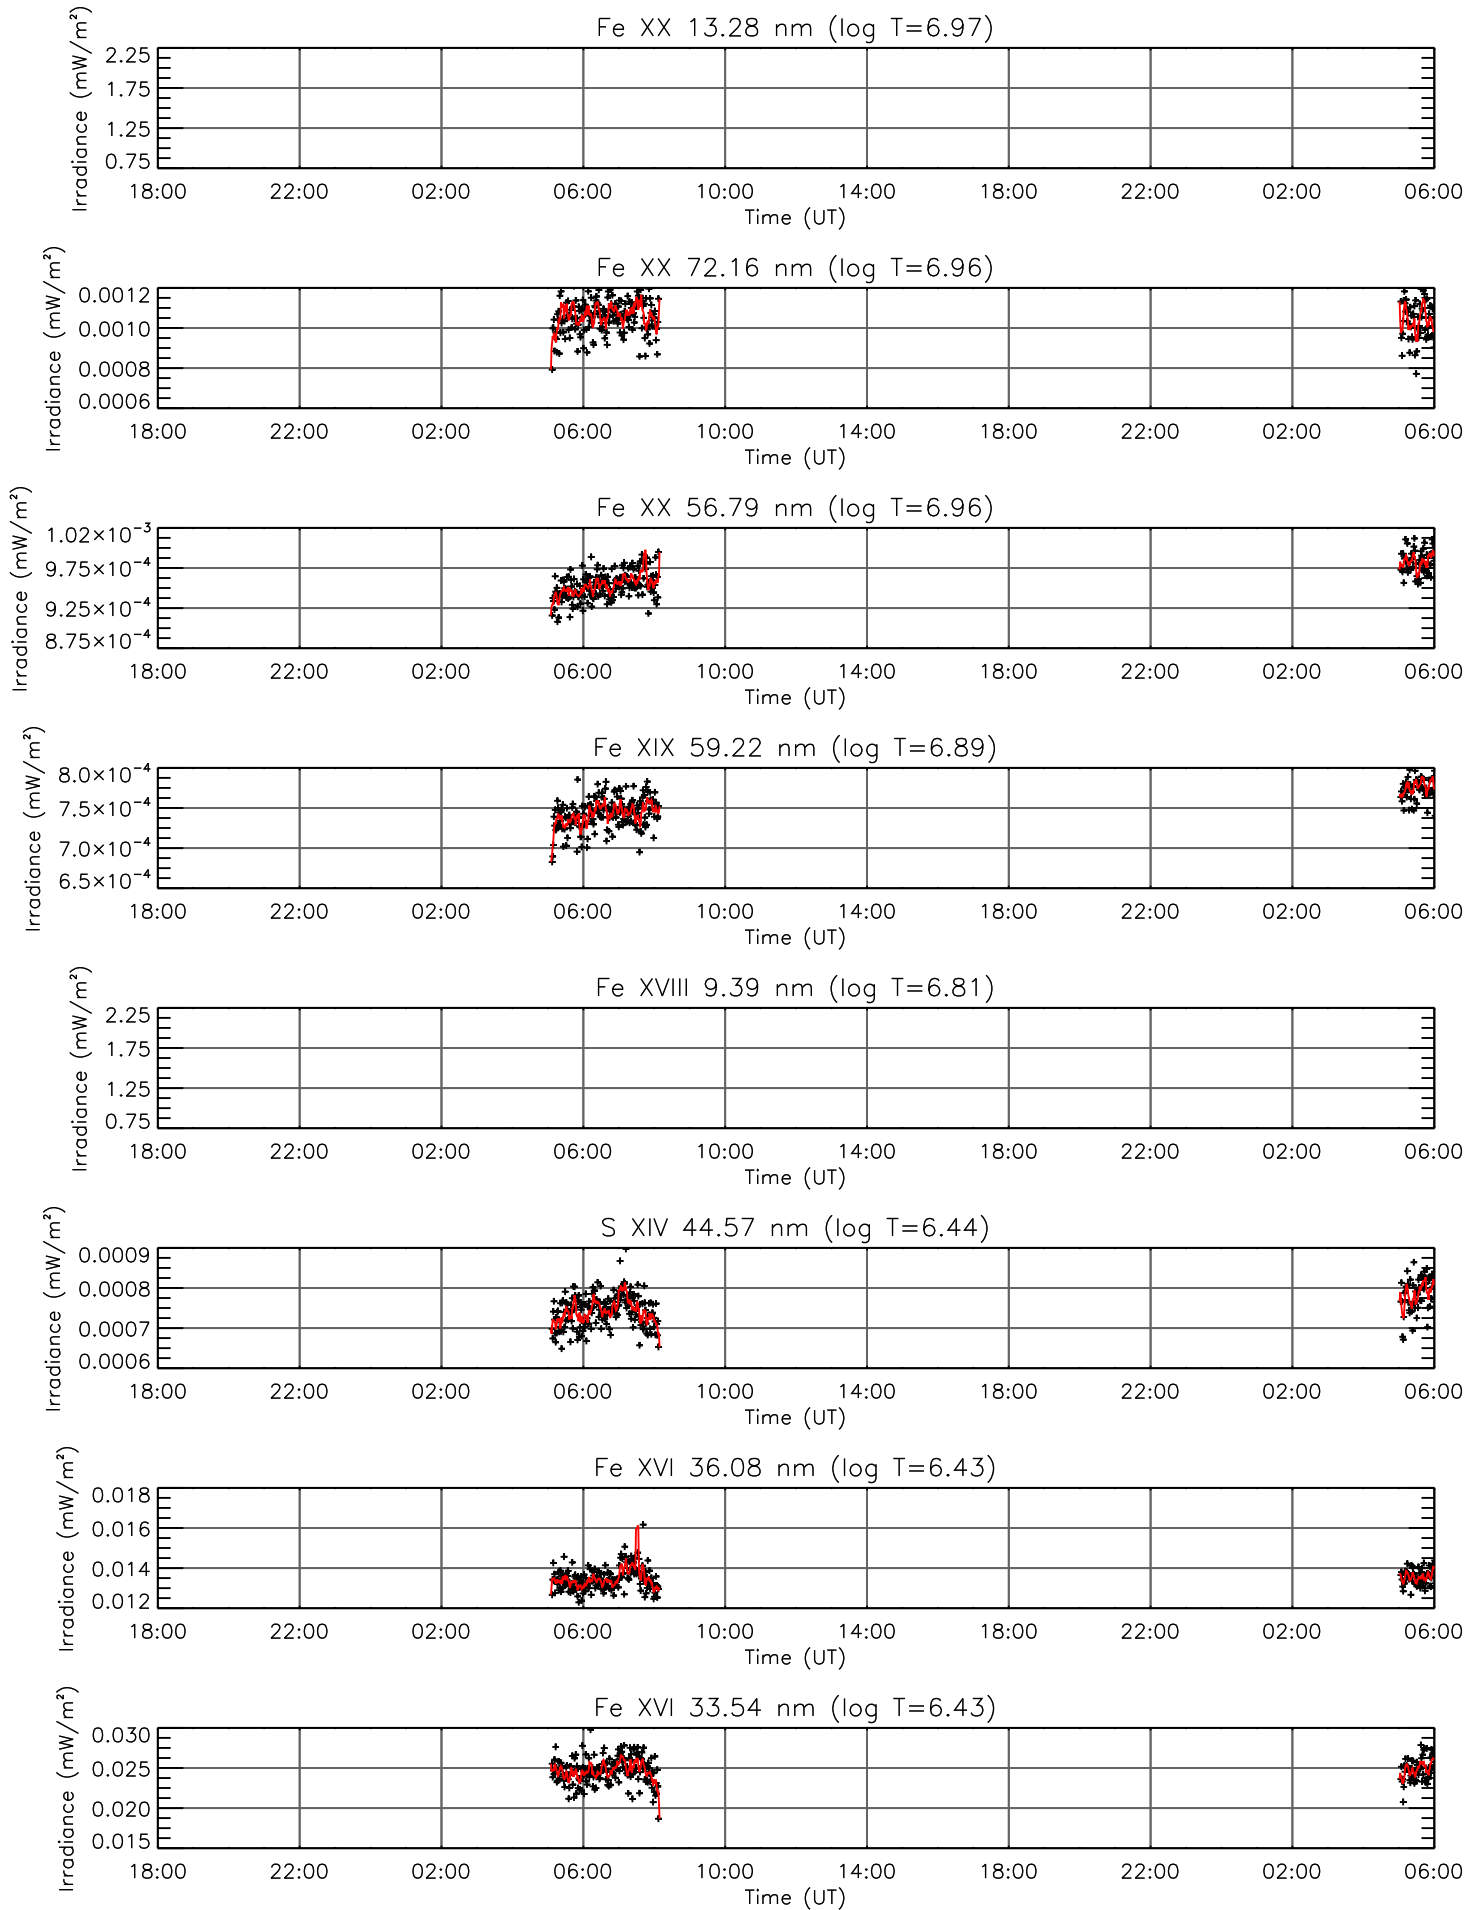 Fe XX 13.28 nm (log T=6.97)
Irradiance (mW/m²)
2.25
1.75
1.25
0.75
18:00 22:00 02:00 06:00 10:00 14:00 18:00 22:00 02:00 06:00
Time (UT)
Fe XX 72.16 nm (log T=6.96)
Irradiance (mW/m²)
0.0012
0.0010
0.0008
0.0006
18:00 22:00 02:00 06:00 10:00 14:00 18:00 22:00 02:00 06:00
Time (UT)
Fe XX 56.79 nm (log T=6.96)
Irradiance (mW/m²)
1.02×10⁻³
9.75×10⁻⁴
9.25×10⁻⁴
8.75×10⁻⁴
18:00 22:00 02:00 06:00 10:00 14:00 18:00 22:00 02:00 06:00
Time (UT)
Fe XIX 59.22 nm (log T=6.89)
Irradiance (mW/m²)
8.0×10⁻⁴
7.5×10⁻⁴
7.0×10⁻⁴
6.5×10⁻⁴
18:00 22:00 02:00 06:00 10:00 14:00 18:00 22:00 02:00 06:00
Time (UT)
Fe XVIII 9.39 nm (log T=6.81)
Irradiance (mW/m²)
2.25
1.75
1.25
0.75
18:00 22:00 02:00 06:00 10:00 14:00 18:00 22:00 02:00 06:00
Time (UT)
S XIV 44.57 nm (log T=6.44)
Irradiance (mW/m²)
0.0009
0.0008
0.0007
0.0006
18:00 22:00 02:00 06:00 10:00 14:00 18:00 22:00 02:00 06:00
Time (UT)
Fe XVI 36.08 nm (log T=6.43)
Irradiance (mW/m²)
0.018
0.016
0.014
0.012
18:00 22:00 02:00 06:00 10:00 14:00 18:00 22:00 02:00 06:00
Time (UT)
Fe XVI 33.54 nm (log T=6.43)
Irradiance (mW/m²)
0.030
0.025
0.020
0.015
18:00 22:00 02:00 06:00 10:00 14:00 18:00 22:00 02:00 06:00
Time (UT)